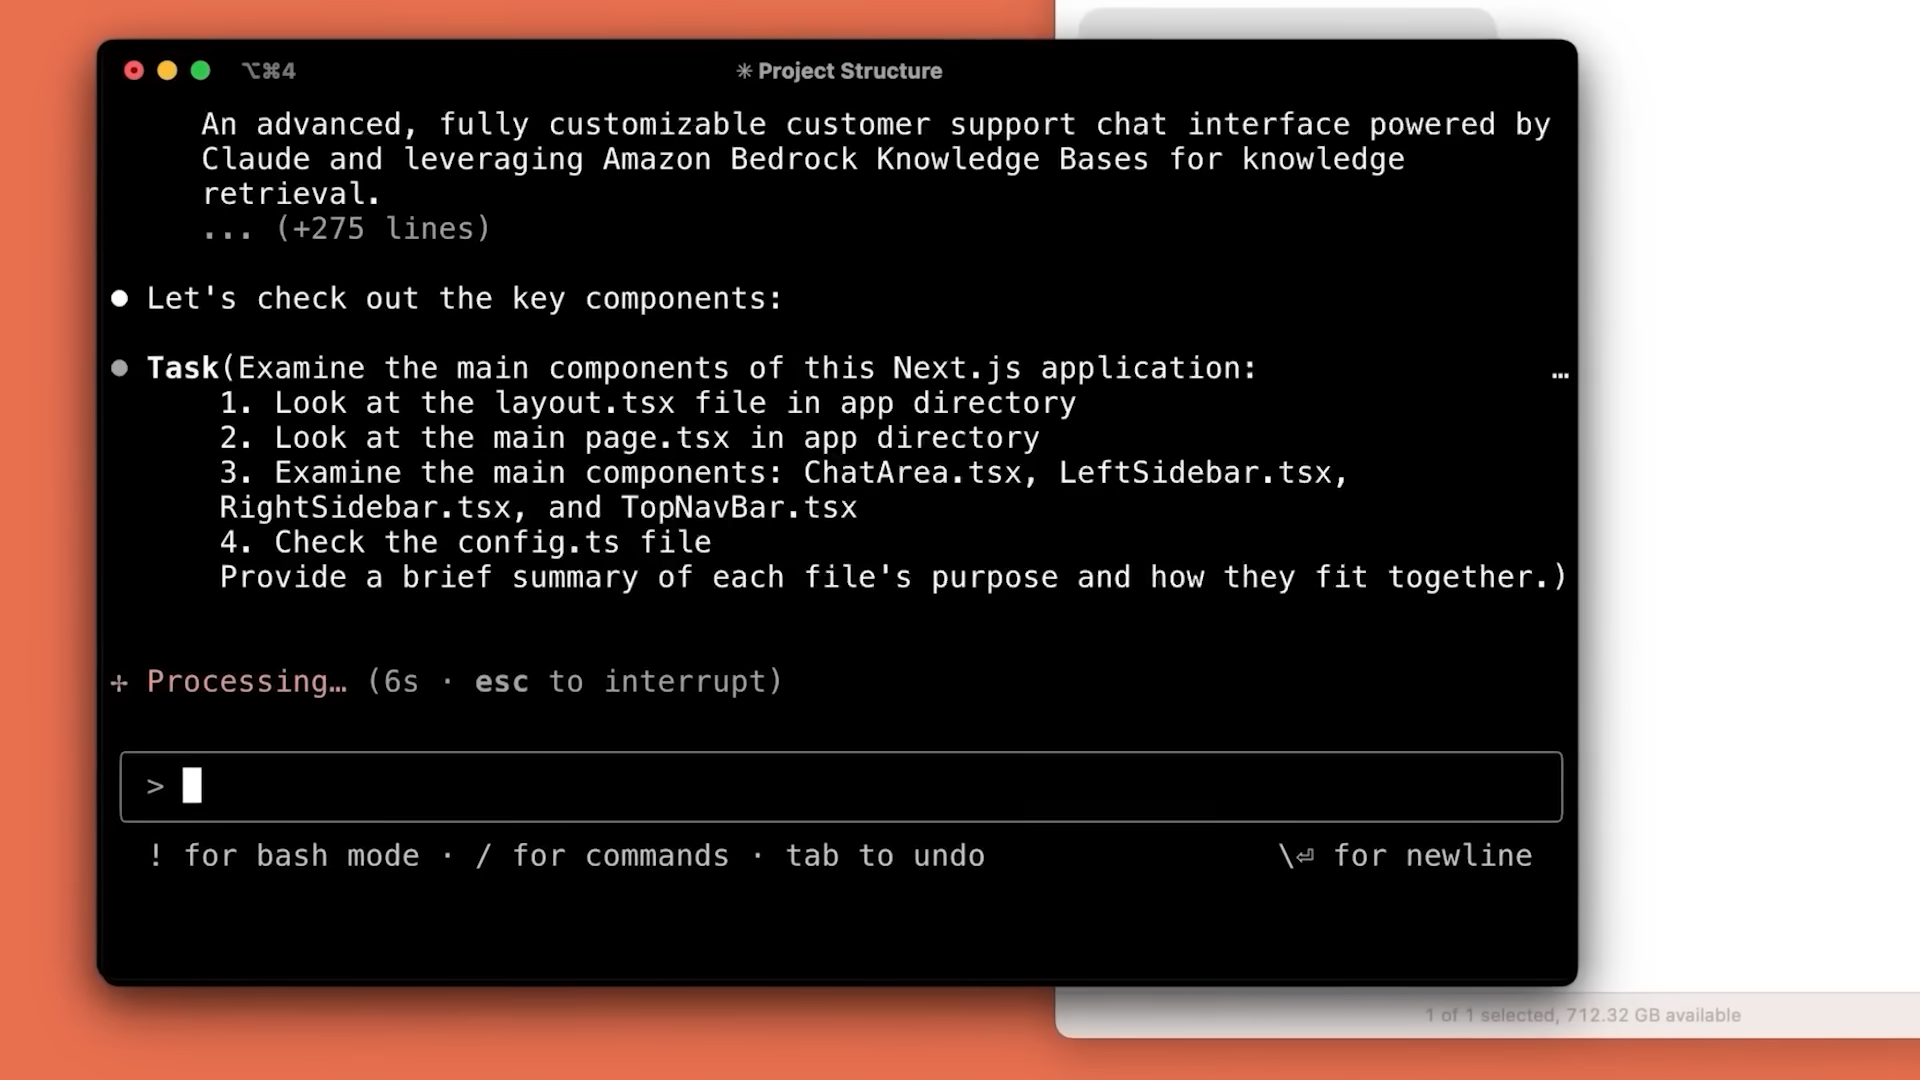 ⌥⌘4
✳ Project Structure
An advanced, fully customizable customer support chat interface powered by
Claude and leveraging Amazon Bedrock Knowledge Bases for knowledge
retrieval.
... (+275 lines)
● Let's check out the key components:
● Task(Examine the main components of this Next.js application: …
1. Look at the layout.tsx file in app directory
2. Look at the main page.tsx in app directory
3. Examine the main components: ChatArea.tsx, LeftSidebar.tsx,
RightSidebar.tsx, and TopNavBar.tsx
4. Check the config.ts file
Provide a brief summary of each file's purpose and how they fit together.)
✢ Processing… (6s · esc to interrupt)
>
! for bash mode · / for commands · tab to undo
\⏎ for newline
1 of 1 selected, 712.32 GB available